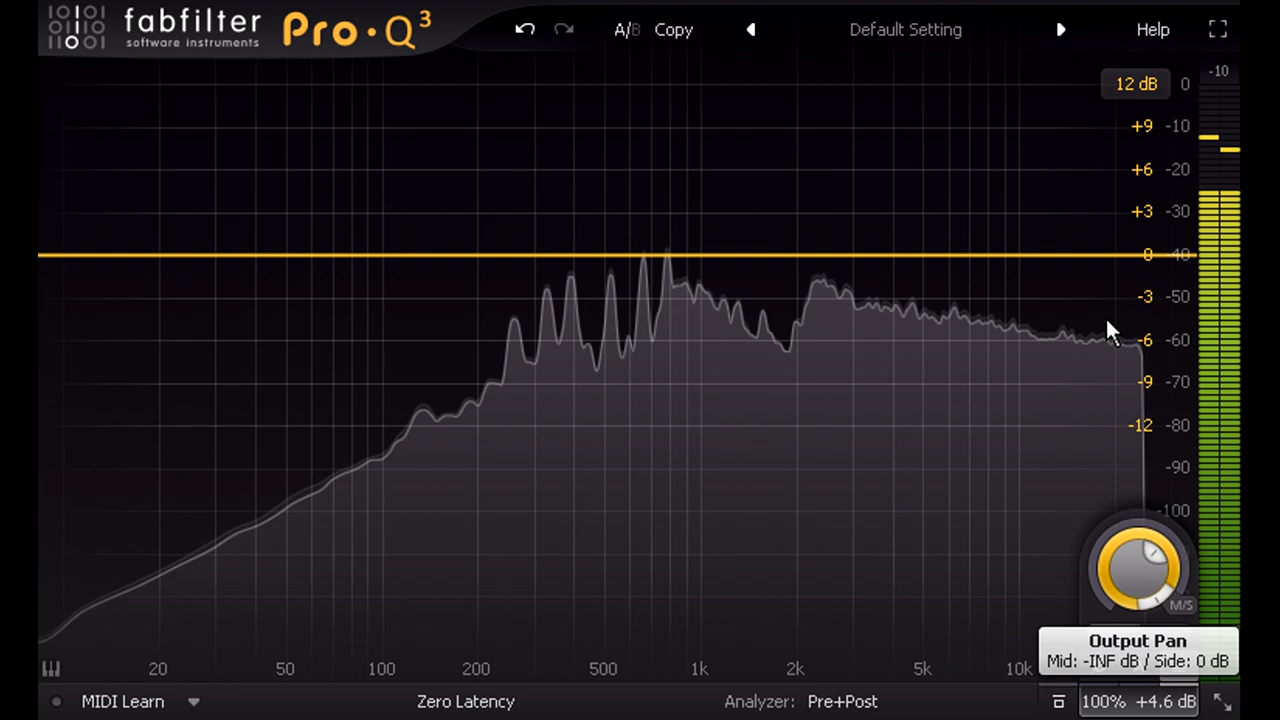 fabfilter
software instruments
Pro·Q³
A/B
Copy
Default Setting
Help
-10
12 dB 0
+9 -10
+6 -20
+3 -30
0 -40
-3 -50
-6 -60
-9 -70
-12 -80
-90
-100
M/S
Output Pan
Mid: -INF dB / Side: 0 dB
20 50 100 200 500 1k 2k 5k 10k
MIDI Learn
Zero Latency
Analyzer: Pre+Post
100% +4.6 dB